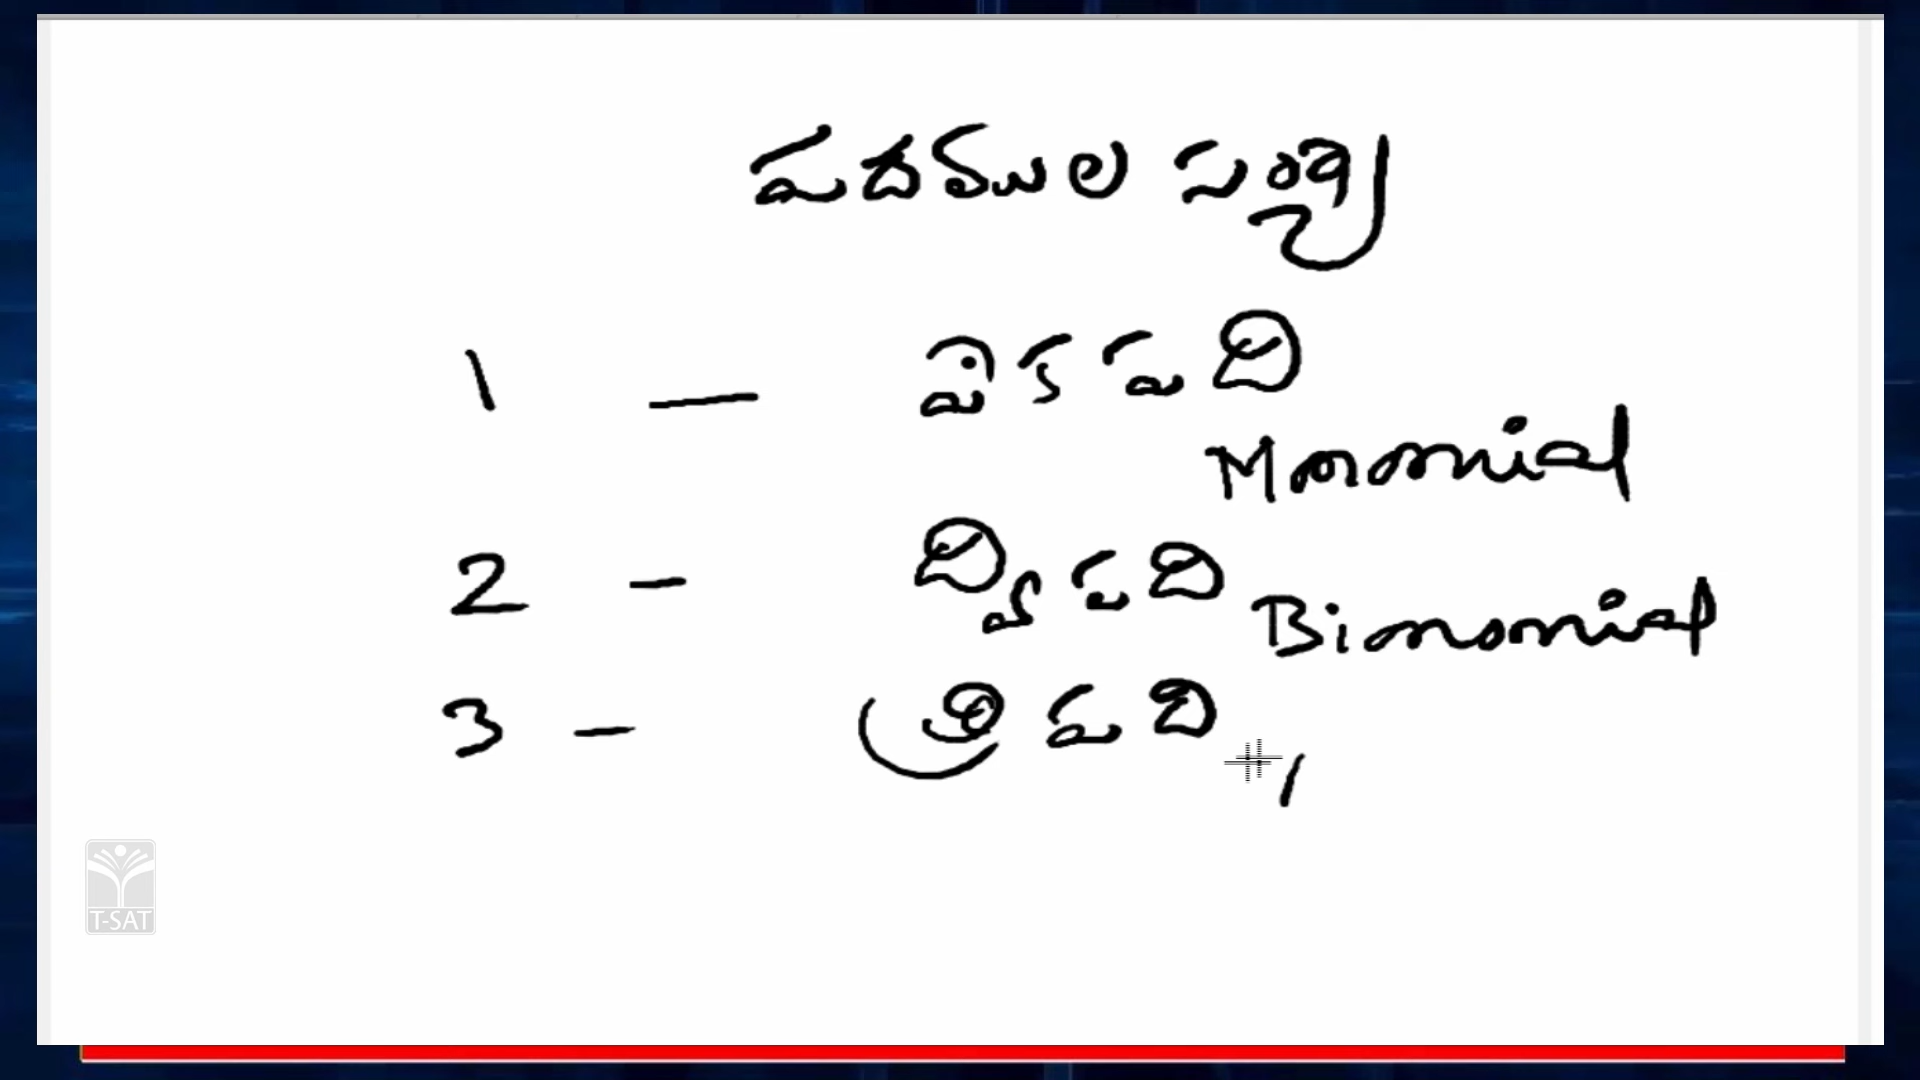 పదముల సంఖ్య
1 — ఏకపది
Monomial
2 - ద్విపది Binomial
3 - త్రిపది
T-SAT